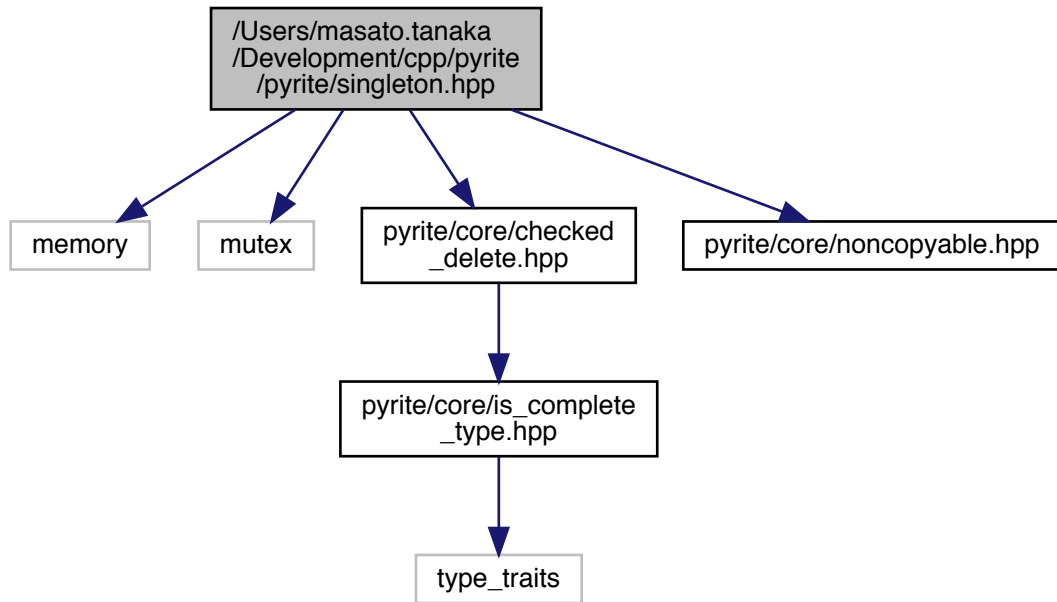 /Users/masato.tanaka
/Development/cpp/pyrite
/pyrite/singleton.hpp
memory
mutex
pyrite/core/checked
_delete.hpp
pyrite/core/noncopyable.hpp
pyrite/core/is_complete
_type.hpp
type_traits